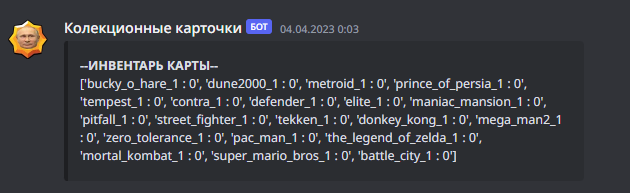 Колекционные карточки БОТ 04.04.2023 0:03
--ИНВЕНТАРЬ КАРТЫ--
['bucky_o_hare_1 : 0', 'dune2000_1 : 0', 'metroid_1 : 0', 'prince_of_persia_1 : 0',
'tempest_1 : 0', 'contra_1 : 0', 'defender_1 : 0', 'elite_1 : 0', 'maniac_mansion_1 : 0',
'pitfall_1 : 0', 'street_fighter_1 : 0', 'tekken_1 : 0', 'donkey_kong_1 : 0', 'mega_man2_1
: 0', 'zero_tolerance_1 : 0', 'pac_man_1 : 0', 'the_legend_of_zelda_1 : 0',
'mortal_kombat_1 : 0', 'super_mario_bros_1 : 0', 'battle_city_1 : 0']